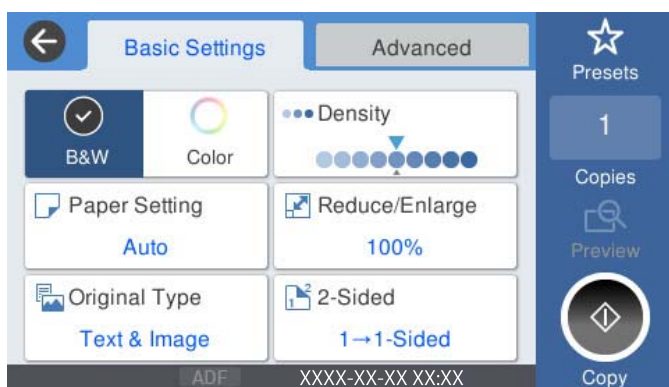 Basic Settings
Advanced
Presets
B&W
Color
Density
1
Copies
Paper Setting
Auto
Reduce/Enlarge
100%
Preview
Original Type
Text & Image
2-Sided
1→1-Sided
ADF
XXXX-XX-XX XX:XX
Copy